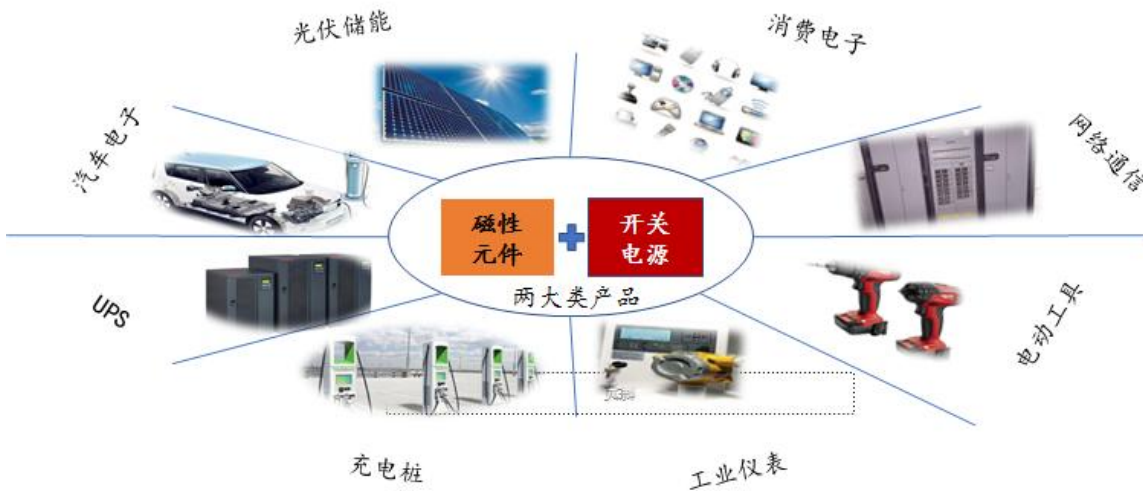 光伏储能
消费电子
汽车电子
网络通信
磁性
元件
开关
电源
两大类产品
UPS
电动工具
充电桩
工业仪表